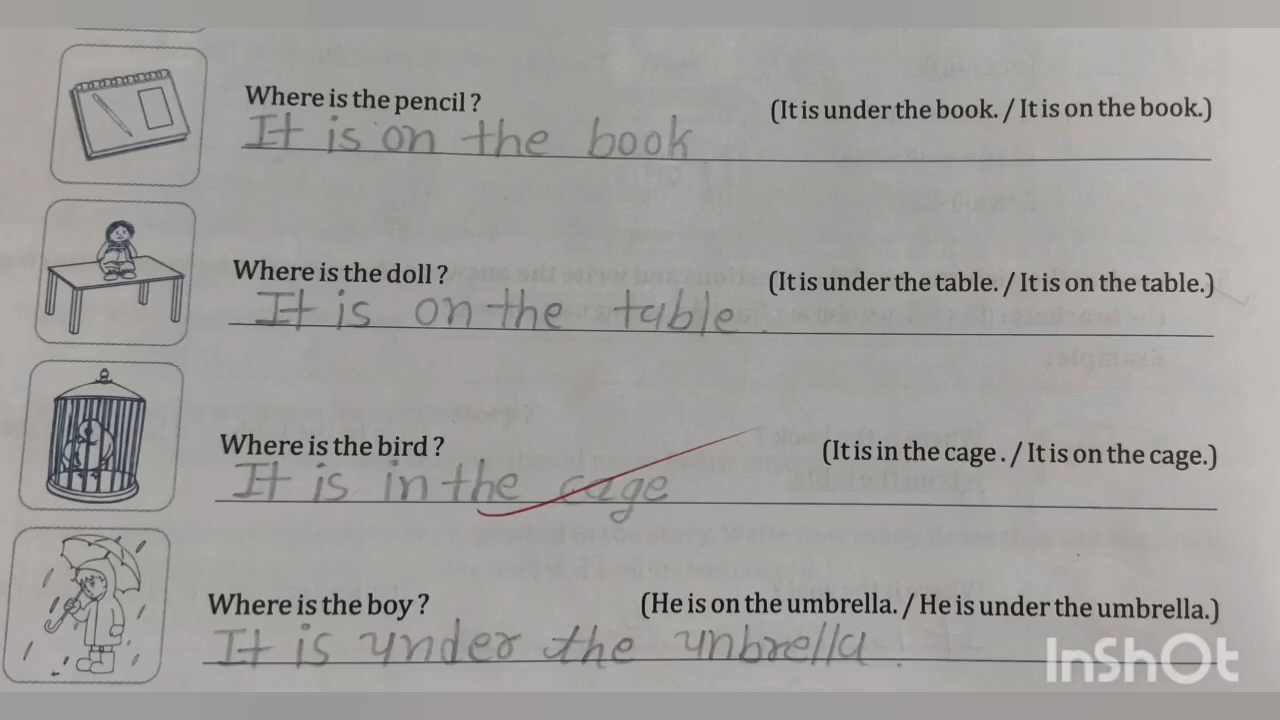 Where is the pencil ? (It is under the book. / It is on the book.)
It is on the book
Where is the doll ? (It is under the table. / It is on the table.)
It is on the table.
Where is the bird ? (It is in the cage . / It is on the cage.)
It is in the cage
Where is the boy ? (He is on the umbrella. / He is under the umbrella.)
It is under the unbrella.
InShOt